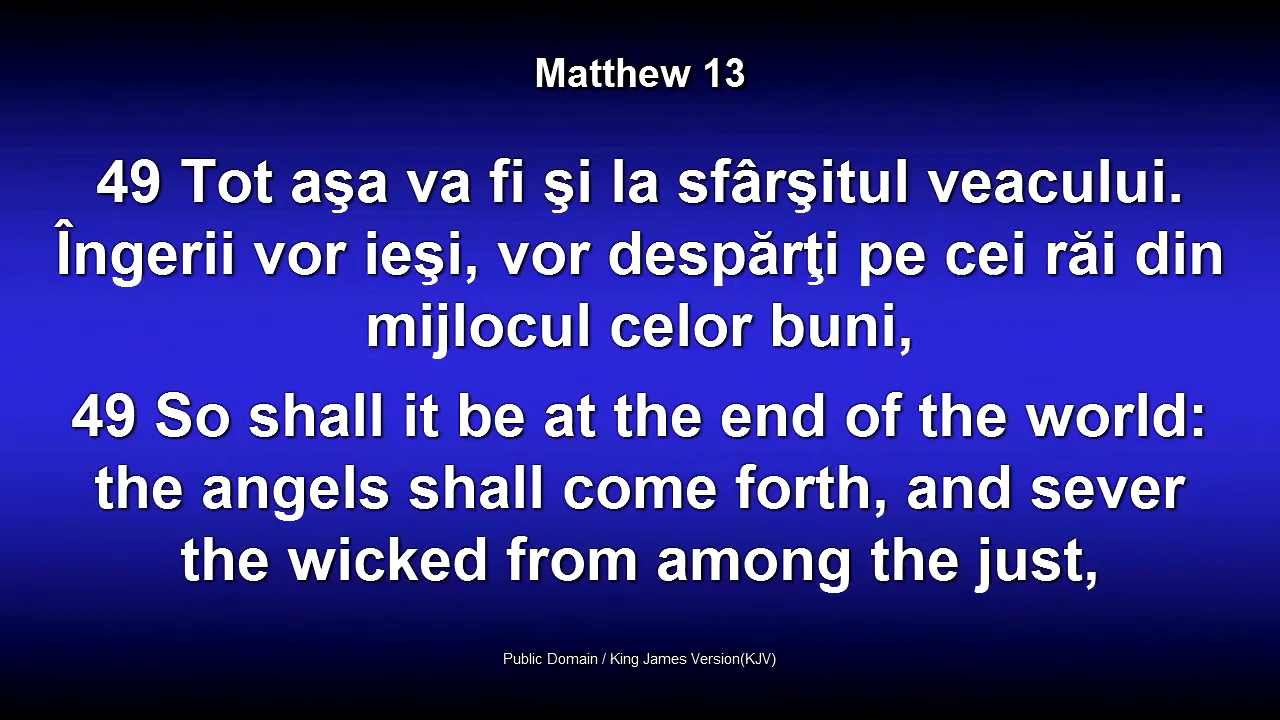 Matthew 13
49 Tot aşa va fi şi la sfârşitul veacului.
Îngerii vor ieşi, vor despărţi pe cei răi din
mijlocul celor buni,
49 So shall it be at the end of the world:
the angels shall come forth, and sever
the wicked from among the just,
Public Domain / King James Version(KJV)